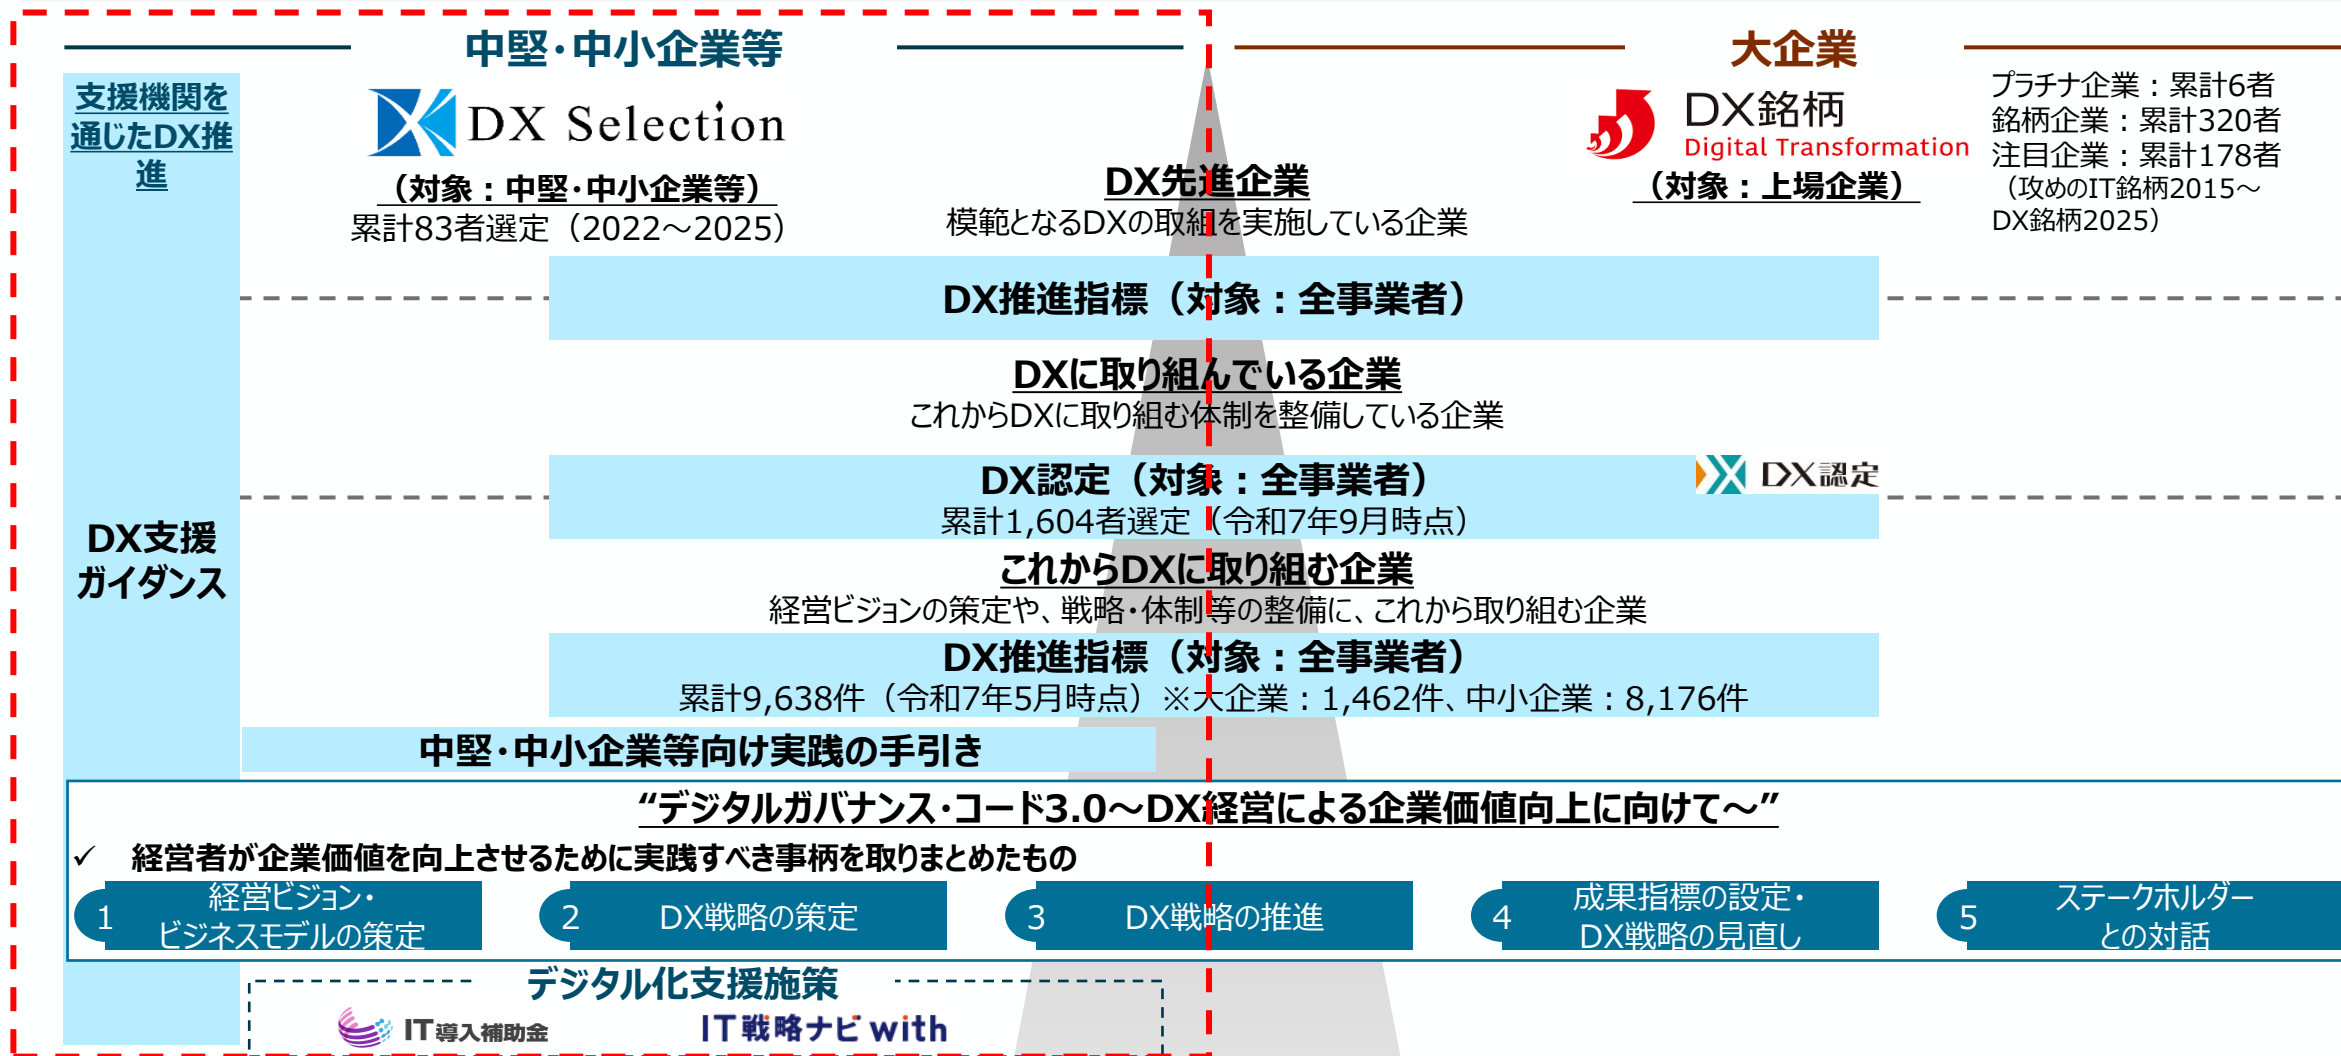 中堅・中小企業等
大企業
支援機関を
通じたDX推
進
DX Selection
（対象：中堅・中小企業等）
累計83者選定（2022～2025）
DX先進企業
模範となるDXの取組を実施している企業
DX銘柄
Digital Transformation
（対象：上場企業）
プラチナ企業：累計6者
銘柄企業：累計320者
注目企業：累計178者
（攻めのIT銘柄2015～
DX銘柄2025）
DX推進指標（対象：全事業者）
DXに取り組んでいる企業
これからDXに取り組む体制を整備している企業
DX認定（対象：全事業者）
DX認定
累計1,604者選定（令和7年9月時点）
DX支援
ガイダンス
これからDXに取り組む企業
経営ビジョンの策定や、戦略・体制等の整備に、これから取り組む企業
DX推進指標（対象：全事業者）
累計9,638件（令和7年5月時点）※大企業：1,462件、中小企業：8,176件
中堅・中小企業等向け実践の手引き
“デジタルガバナンス・コード3.0～DX経営による企業価値向上に向けて～”
✓ 経営者が企業価値を向上させるために実践すべき事柄を取りまとめたもの
1 経営ビジョン・
ビジネスモデルの策定
2 DX戦略の策定
3 DX戦略の推進
4 成果指標の設定・
DX戦略の見直し
5 ステークホルダー
との対話
デジタル化支援施策
IT導入補助金
IT戦略ナビwith